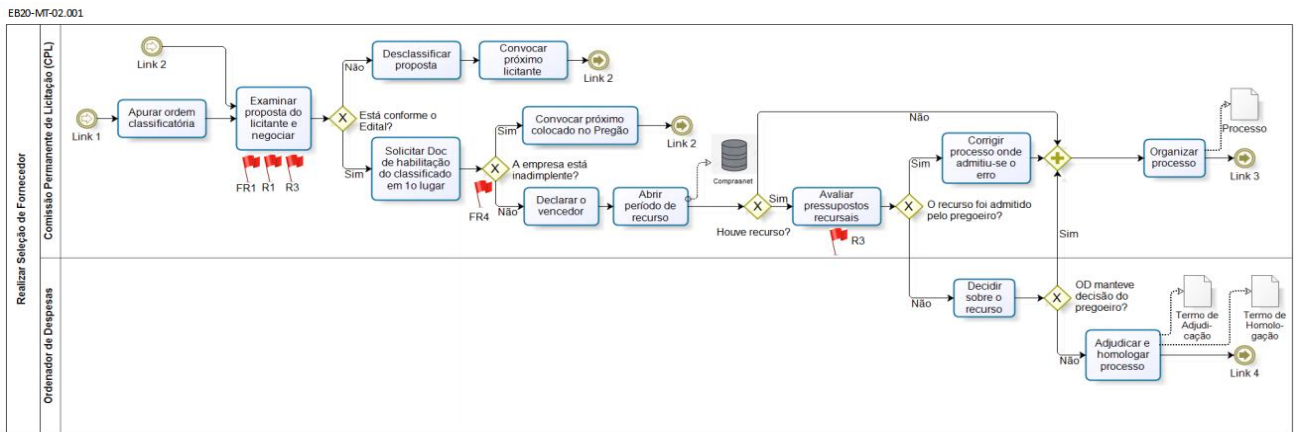 EB20-MT-02.001
Realizar Seleção de Fornecedor
Comissão Permanente de Licitação (CPL)
Link 2
Link 1
Apurar ordem
classificatória
Examinar
proposta do
licitante e
negociar
FR1
R1
R3
Não
Está conforme o
Edital?
Sim
Desclassificar
proposta
Convocar
próximo
licitante
Link 2
Solicitar Doc
de habilitação
do classificado
em 1o lugar
FR4
Sim
A empresa está
inadimplente?
Não
Convocar próximo
colocado no Pregão
Link 2
Declarar o
vencedor
Abrir
período de
recurso
Comprasnet
Houve recurso?
Não
Sim
Avaliar
pressupostos
recursais
R3
Sim
O recurso foi admitido
pelo pregoeiro?
Não
Corrigir
processo onde
admitiu-se o
erro
Sim
Organizar
processo
Processo
Link 3
Ordenador de Despesas
Decidir
sobre o
recurso
OD manteve
decisão do
pregoeiro?
Não
Adjudicar e
homologar
processo
Termo de
Adjudi-
cação
Termo de
Homolo-
gação
Link 4